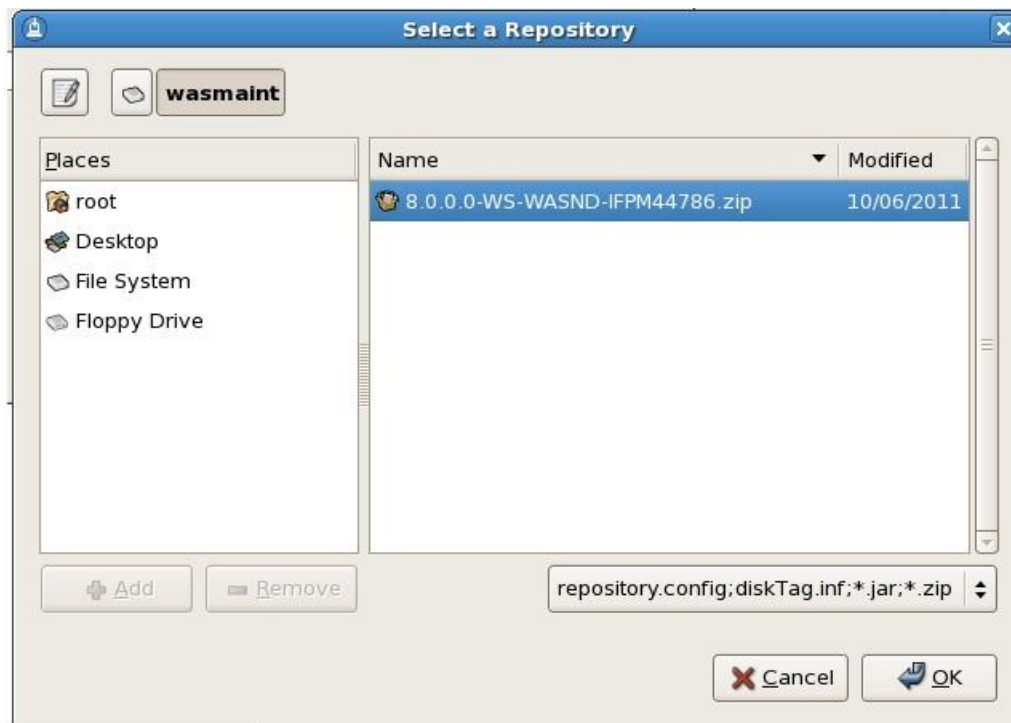 Select a Repository
wasmaint
Places
Name Modified
root
8.0.0.0-WS-WASND-IFPM44786.zip 10/06/2011
Desktop
File System
Floppy Drive
Add Remove repository.config;diskTag.inf;*.jar;*.zip
Cancel OK